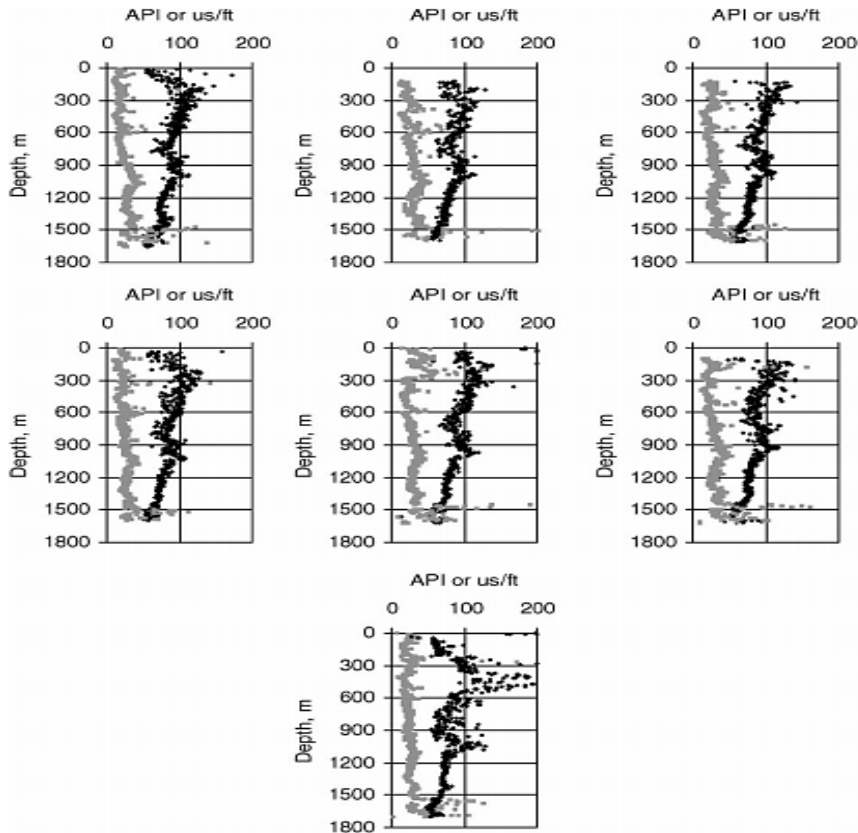 API or us/ft API or us/ft API or us/ft
0 100 200 0 100 200 0 100 200
0 0 0
300 300 300
600 600 600
900 900 900
1200 1200 1200
1500 1500 1500
1800 1800 1800
Depth, m Depth, m Depth, m
API or us/ft API or us/ft API or us/ft
0 100 200 0 100 200 0 100 200
0 0 0
300 300 300
600 600 600
900 900 900
1200 1200 1200
1500 1500 1500
1800 1800 1800
Depth, m Depth, m Depth, m
API or us/ft
0 100 200
0
300
600
900
1200
1500
1800
Depth, m